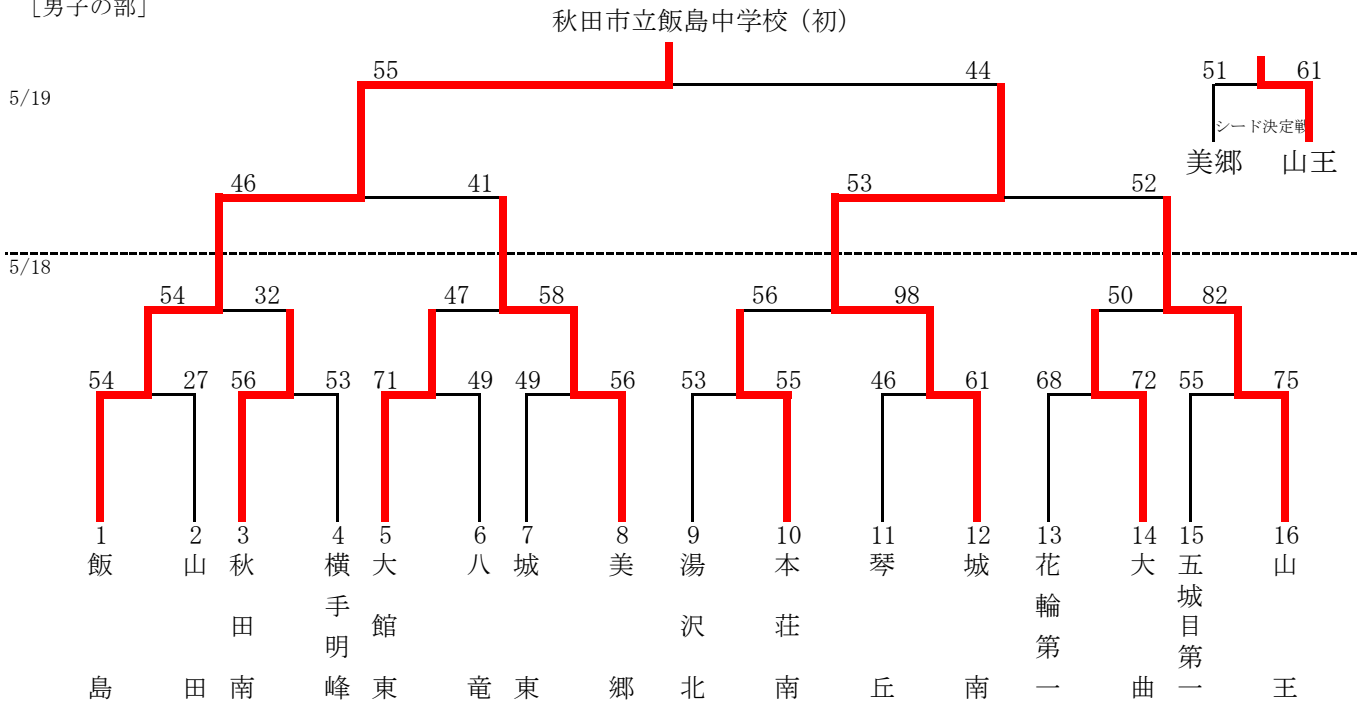 ［男子の部］
秋田市立飯島中学校（初）
55 44 51 61
5/19
シード決定戦
美郷 山王
46 41 53 52
5/18
54 32 47 58 56 98 50 82
54 27 56 53 71 49 49 56 53 55 46 61 68 72 55 75
1 2 3 4 5 6 7 8 9 10 11 12 13 14 15 16
飯島
山田
秋田南
横手明峰
大館東
八竜
城東
美郷
湯沢北
本荘南
琴丘
城南
花輪第一
大曲
五城目第一
山王